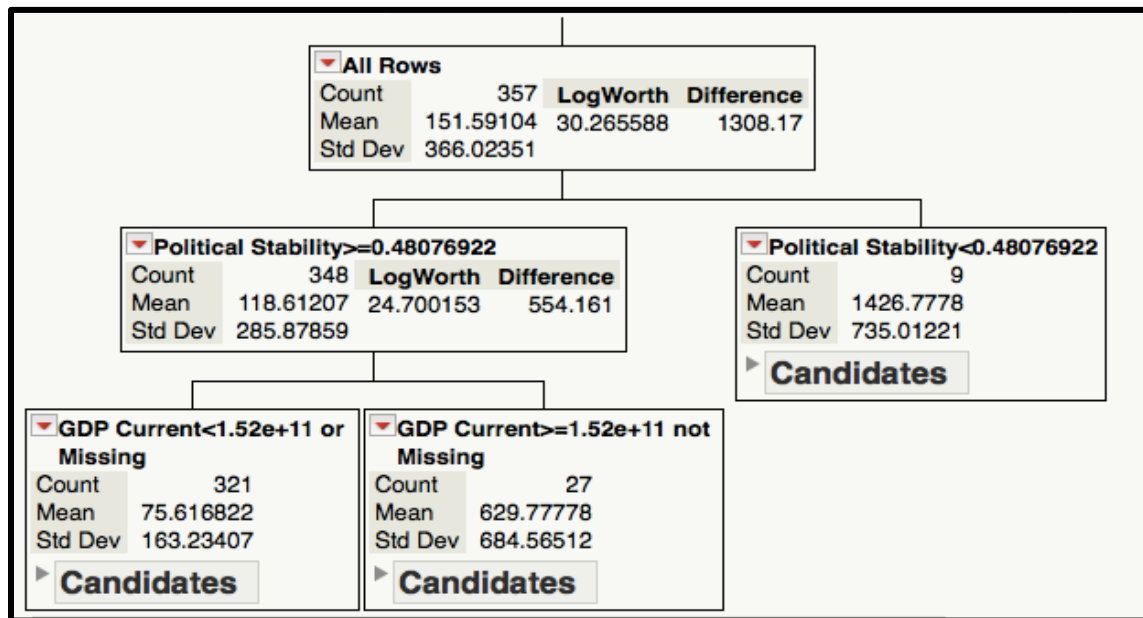 All Rows
Count 357 LogWorth Difference
Mean 151.59104 30.265588 1308.17
Std Dev 366.02351
Political Stability>=0.48076922
Count 348 LogWorth Difference
Mean 118.61207 24.700153 554.161
Std Dev 285.87859
Political Stability<0.48076922
Count 9
Mean 1426.7778
Std Dev 735.01221
Candidates
GDP Current<1.52e+11 or
Missing
Count 321
Mean 75.616822
Std Dev 163.23407
Candidates
GDP Current>=1.52e+11 not
Missing
Count 27
Mean 629.77778
Std Dev 684.56512
Candidates